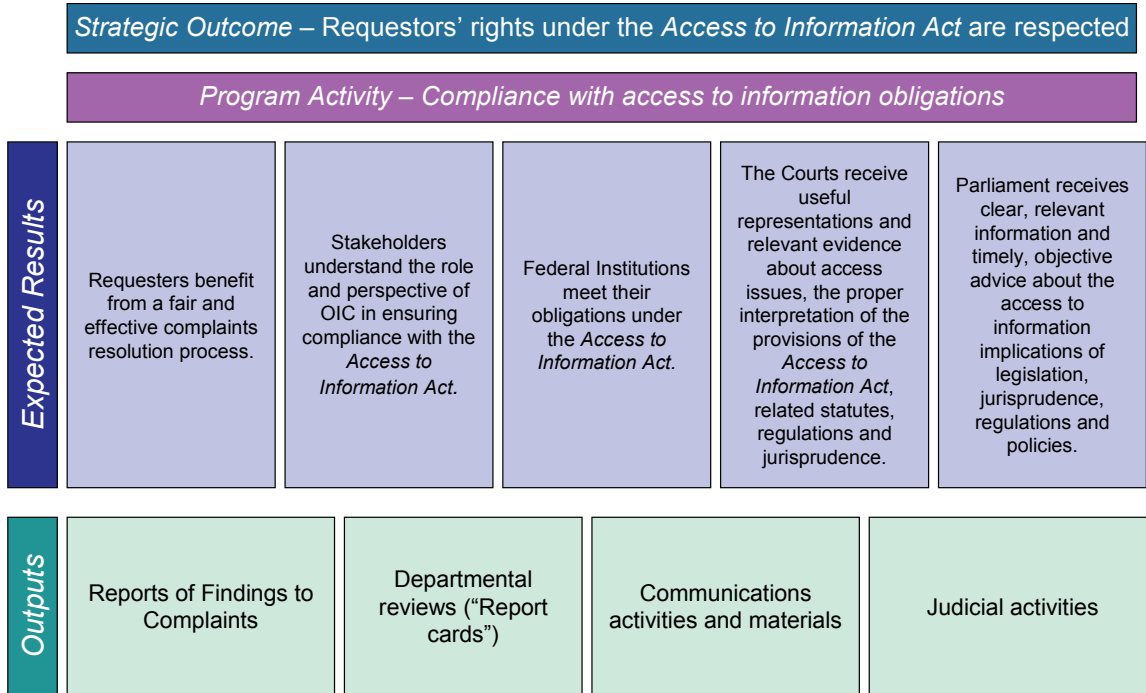 Strategic Outcome – Requestors' rights under the Access to Information Act are respected
Program Activity – Compliance with access to information obligations
Expected Results
Requesters benefit
from a fair and
effective complaints
resolution process.
Stakeholders
understand the role
and perspective of
OIC in ensuring
compliance with the
Access to
Information Act.
Federal Institutions
meet their
obligations under
the Access to
Information Act.
The Courts receive
useful
representations and
relevant evidence
about access
issues, the proper
interpretation of the
provisions of the
Access to
Information Act,
related statutes,
regulations and
jurisprudence.
Parliament receives
clear, relevant
information and
timely, objective
advice about the
access to
information
implications of
legislation,
jurisprudence,
regulations and
policies.
Outputs
Reports of Findings to
Complaints
Departmental
reviews (“Report
cards”)
Communications
activities and materials
Judicial activities